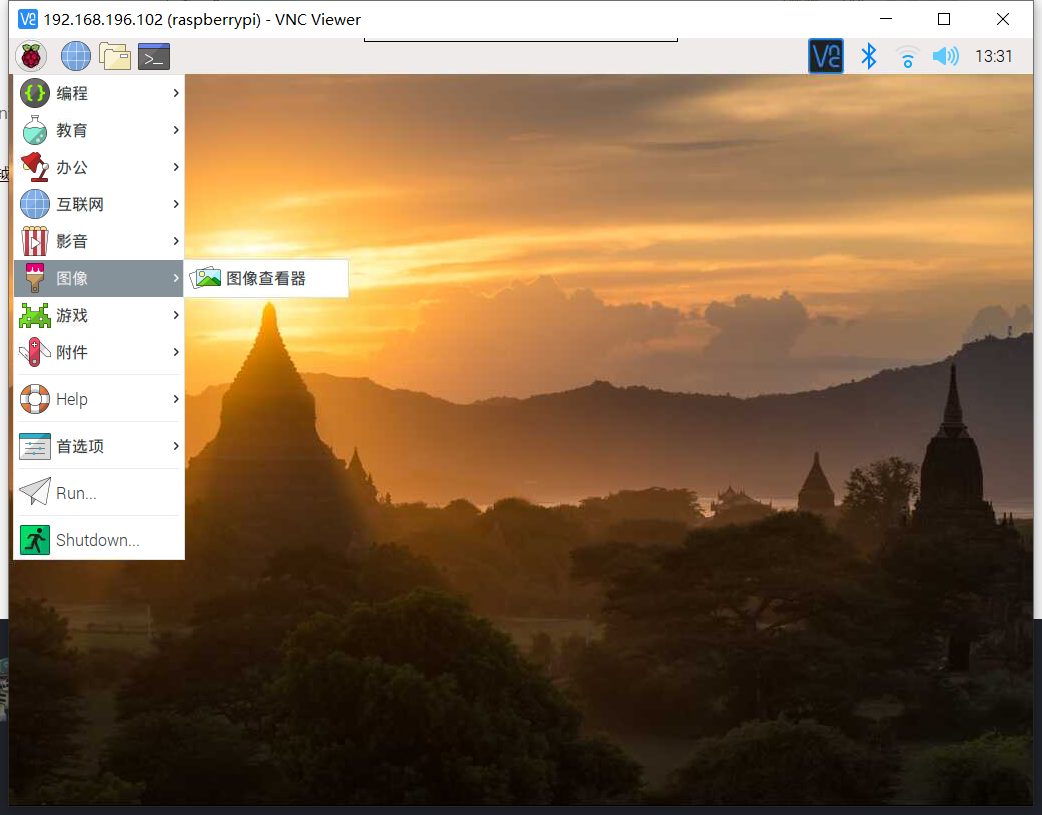 192.168.196.102 (raspberrypi) - VNC Viewer
13:31
编程
教育
办公
互联网
影音
图像
图像查看器
游戏
附件
Help
首选项
Run...
Shutdown...